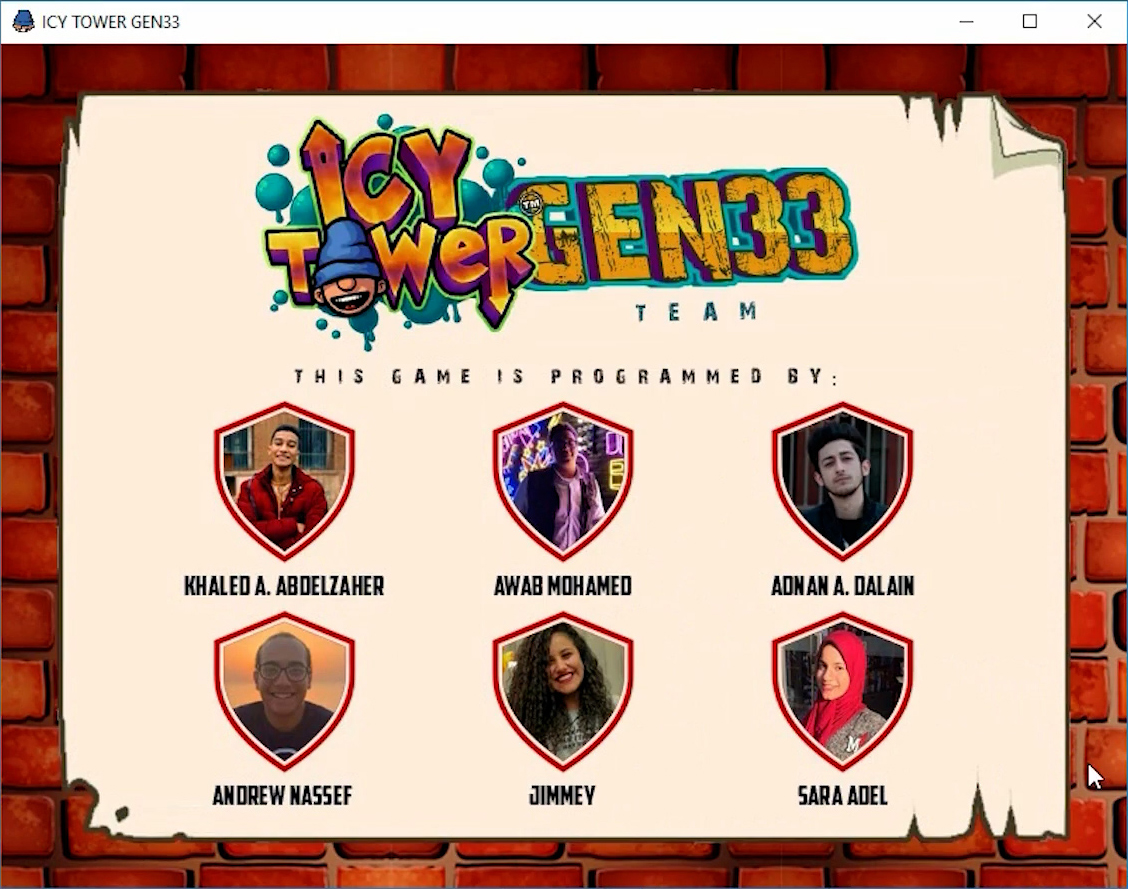 ICY TOWER GEN33
ICY
TOWER
TM
GEN33
TEAM
THIS GAME IS PROGRAMMED BY:
KHALED A. ABDELZAHER
AWAB MOHAMED
ADNAN A. DALAIN
M
ANDREW NASSEF
JIMMEY
SARA ADEL